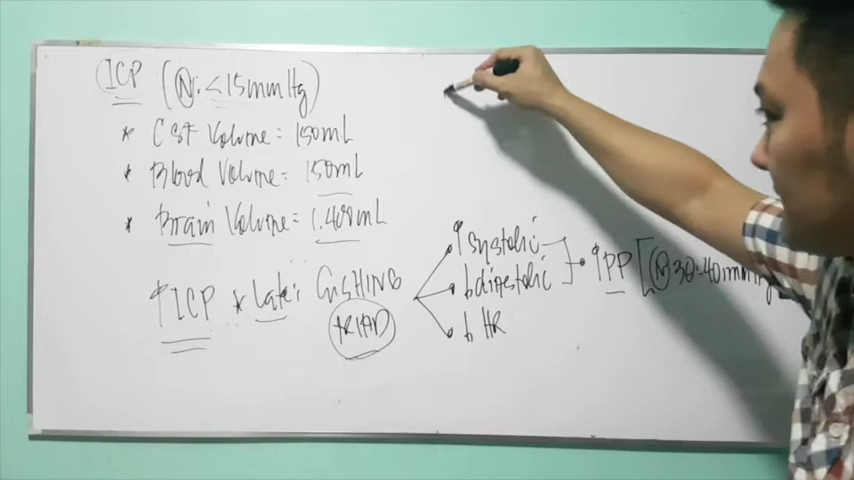 ICP (Ⓝ: <15mmHg)
* CSF Volume = 150mL
* Blood Volume = 150mL
* Brain Volume = 1,400mL
↑ systolic
↓ diastolic ↑PP [Ⓝ 30-40mmHg
↑ICP * Late: CUSHING
TRIAD ↓ HR